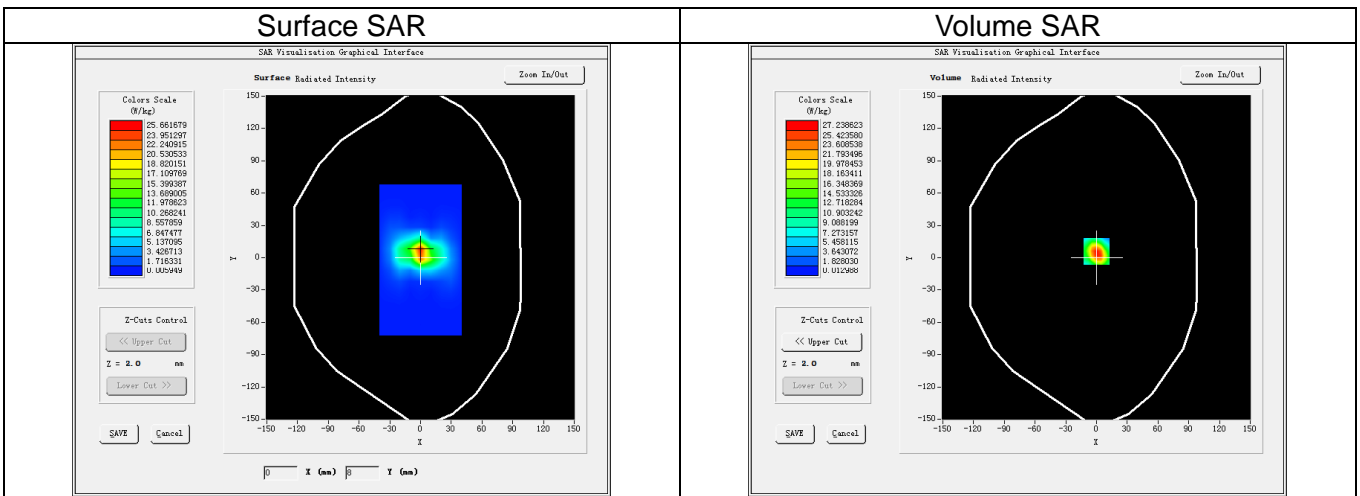 Surface SAR
SAR Visualisation Graphical Interface
Surface Radiated Intensity
Zoom In/Out
Colors Scale
(W/kg)
25.661679
23.951297
22.240915
20.530533
18.820151
17.109769
15.399387
13.689005
11.978623
10.268241
8.557859
6.847477
5.137095
3.426713
1.716331
0.005949
Z-Cuts Control
<< Upper Cut
Z = 2.0 mm
Lower Cut >>
SAVE Cancel
150
120
90
60
30
0
-30
-60
-90
-120
-150
Y
-150 -120 -90 -60 -30 0 30 60 90 120 150
X
0 X (mm) 8 Y (mm)
Volume SAR
SAR Visualisation Graphical Interface
Volume Radiated Intensity
Zoom In/Out
Colors Scale
(W/kg)
27.238623
25.423580
23.608538
21.793496
19.978453
18.163411
16.348369
14.533326
12.718284
10.903242
9.088199
7.273157
5.458115
3.643072
1.828030
0.012988
Z-Cuts Control
<< Upper Cut
Z = 2.0 mm
Lower Cut >>
SAVE Cancel
150
120
90
60
30
0
-30
-60
-90
-120
-150
Y
-150 -120 -90 -60 -30 0 30 60 90 120 150
X